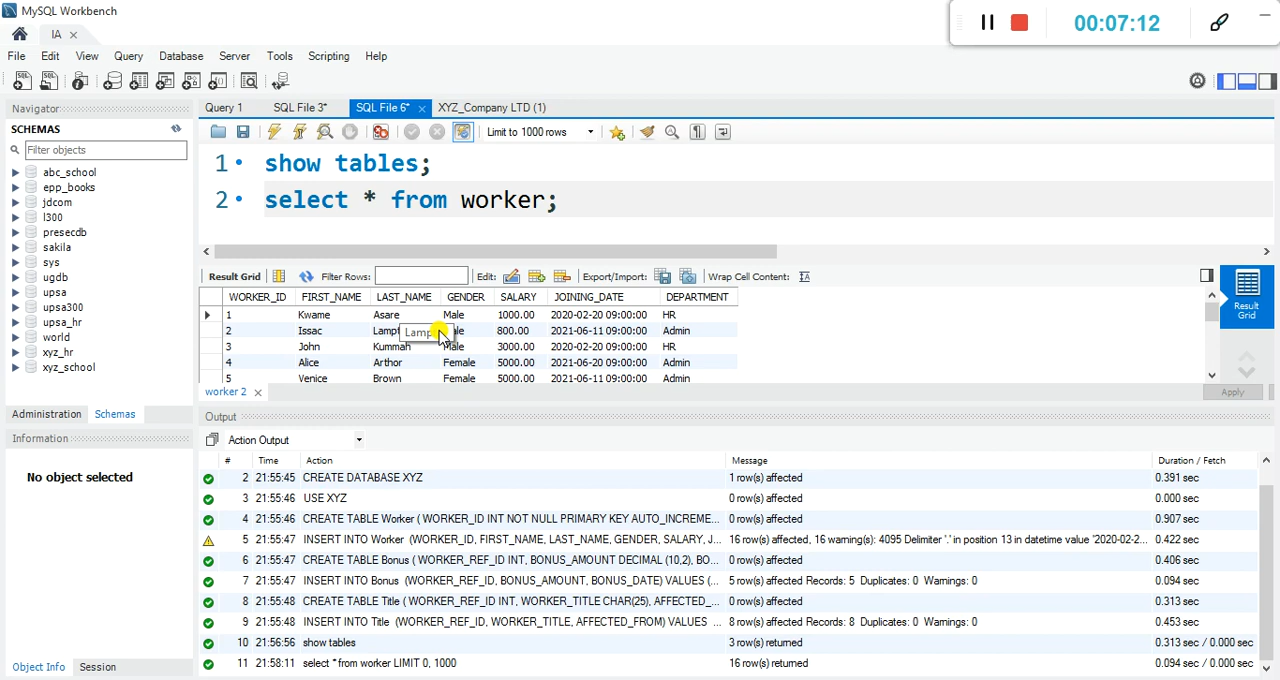 MySQL Workbench
00:07:12
IA
File Edit View Query Database Server Tools Scripting Help
Navigator
SCHEMAS
Filter objects
abc_school
epp_books
jdcom
l300
presecdb
sakila
sys
ugdb
upsa
upsa300
upsa_hr
world
xyz_hr
xyz_school
Administration Schemas
Information
No object selected
Object Info Session
Query 1 SQL File 3* SQL File 6* XYZ_Company LTD (1)
Limit to 1000 rows
1 show tables;
2 select * from worker;
Result Grid Filter Rows: Edit: Export/Import: Wrap Cell Content:
WORKER_ID FIRST_NAME LAST_NAME GENDER SALARY JOINING_DATE DEPARTMENT
1 Kwame Asare Male 1000.00 2020-02-20 09:00:00 HR
2 Issac 800.00 2021-06-11 09:00:00 Admin
3 John Kummah Male 3000.00 2020-02-20 09:00:00 HR
4 Alice Arthor Female 5000.00 2021-06-20 09:00:00 Admin
5 Venice Brown Female 5000.00 2021-06-11 09:00:00 Admin
Result Grid
worker 2
Apply
Output
Action Output
# Time Action Message Duration / Fetch
2 21:55:45 CREATE DATABASE XYZ 1 row(s) affected 0.391 sec
3 21:55:46 USE XYZ 0 row(s) affected 0.000 sec
4 21:55:46 CREATE TABLE Worker ( WORKER_ID INT NOT NULL PRIMARY KEY AUTO_INCREME... 0 row(s) affected 0.907 sec
5 21:55:47 INSERT INTO Worker (WORKER_ID, FIRST_NAME, LAST_NAME, GENDER, SALARY, J... 16 row(s) affected, 16 warning(s): 4095 Delimiter '.' in position 13 in datetime value '2020-02-2... 0.422 sec
6 21:55:47 CREATE TABLE Bonus ( WORKER_REF_ID INT, BONUS_AMOUNT DECIMAL (10,2), BO... 0 row(s) affected 0.406 sec
7 21:55:47 INSERT INTO Bonus (WORKER_REF_ID, BONUS_AMOUNT, BONUS_DATE) VALUES (... 5 row(s) affected Records: 5 Duplicates: 0 Warnings: 0 0.094 sec
8 21:55:48 CREATE TABLE Title ( WORKER_REF_ID INT, WORKER_TITLE CHAR(25), AFFECTED_... 0 row(s) affected 0.313 sec
9 21:55:48 INSERT INTO Title (WORKER_REF_ID, WORKER_TITLE, AFFECTED_FROM) VALUES ... 8 row(s) affected Records: 8 Duplicates: 0 Warnings: 0 0.453 sec
10 21:56:56 show tables 3 row(s) returned 0.313 sec / 0.000 sec
11 21:58:11 select * from worker LIMIT 0, 1000 16 row(s) returned 0.094 sec / 0.000 sec